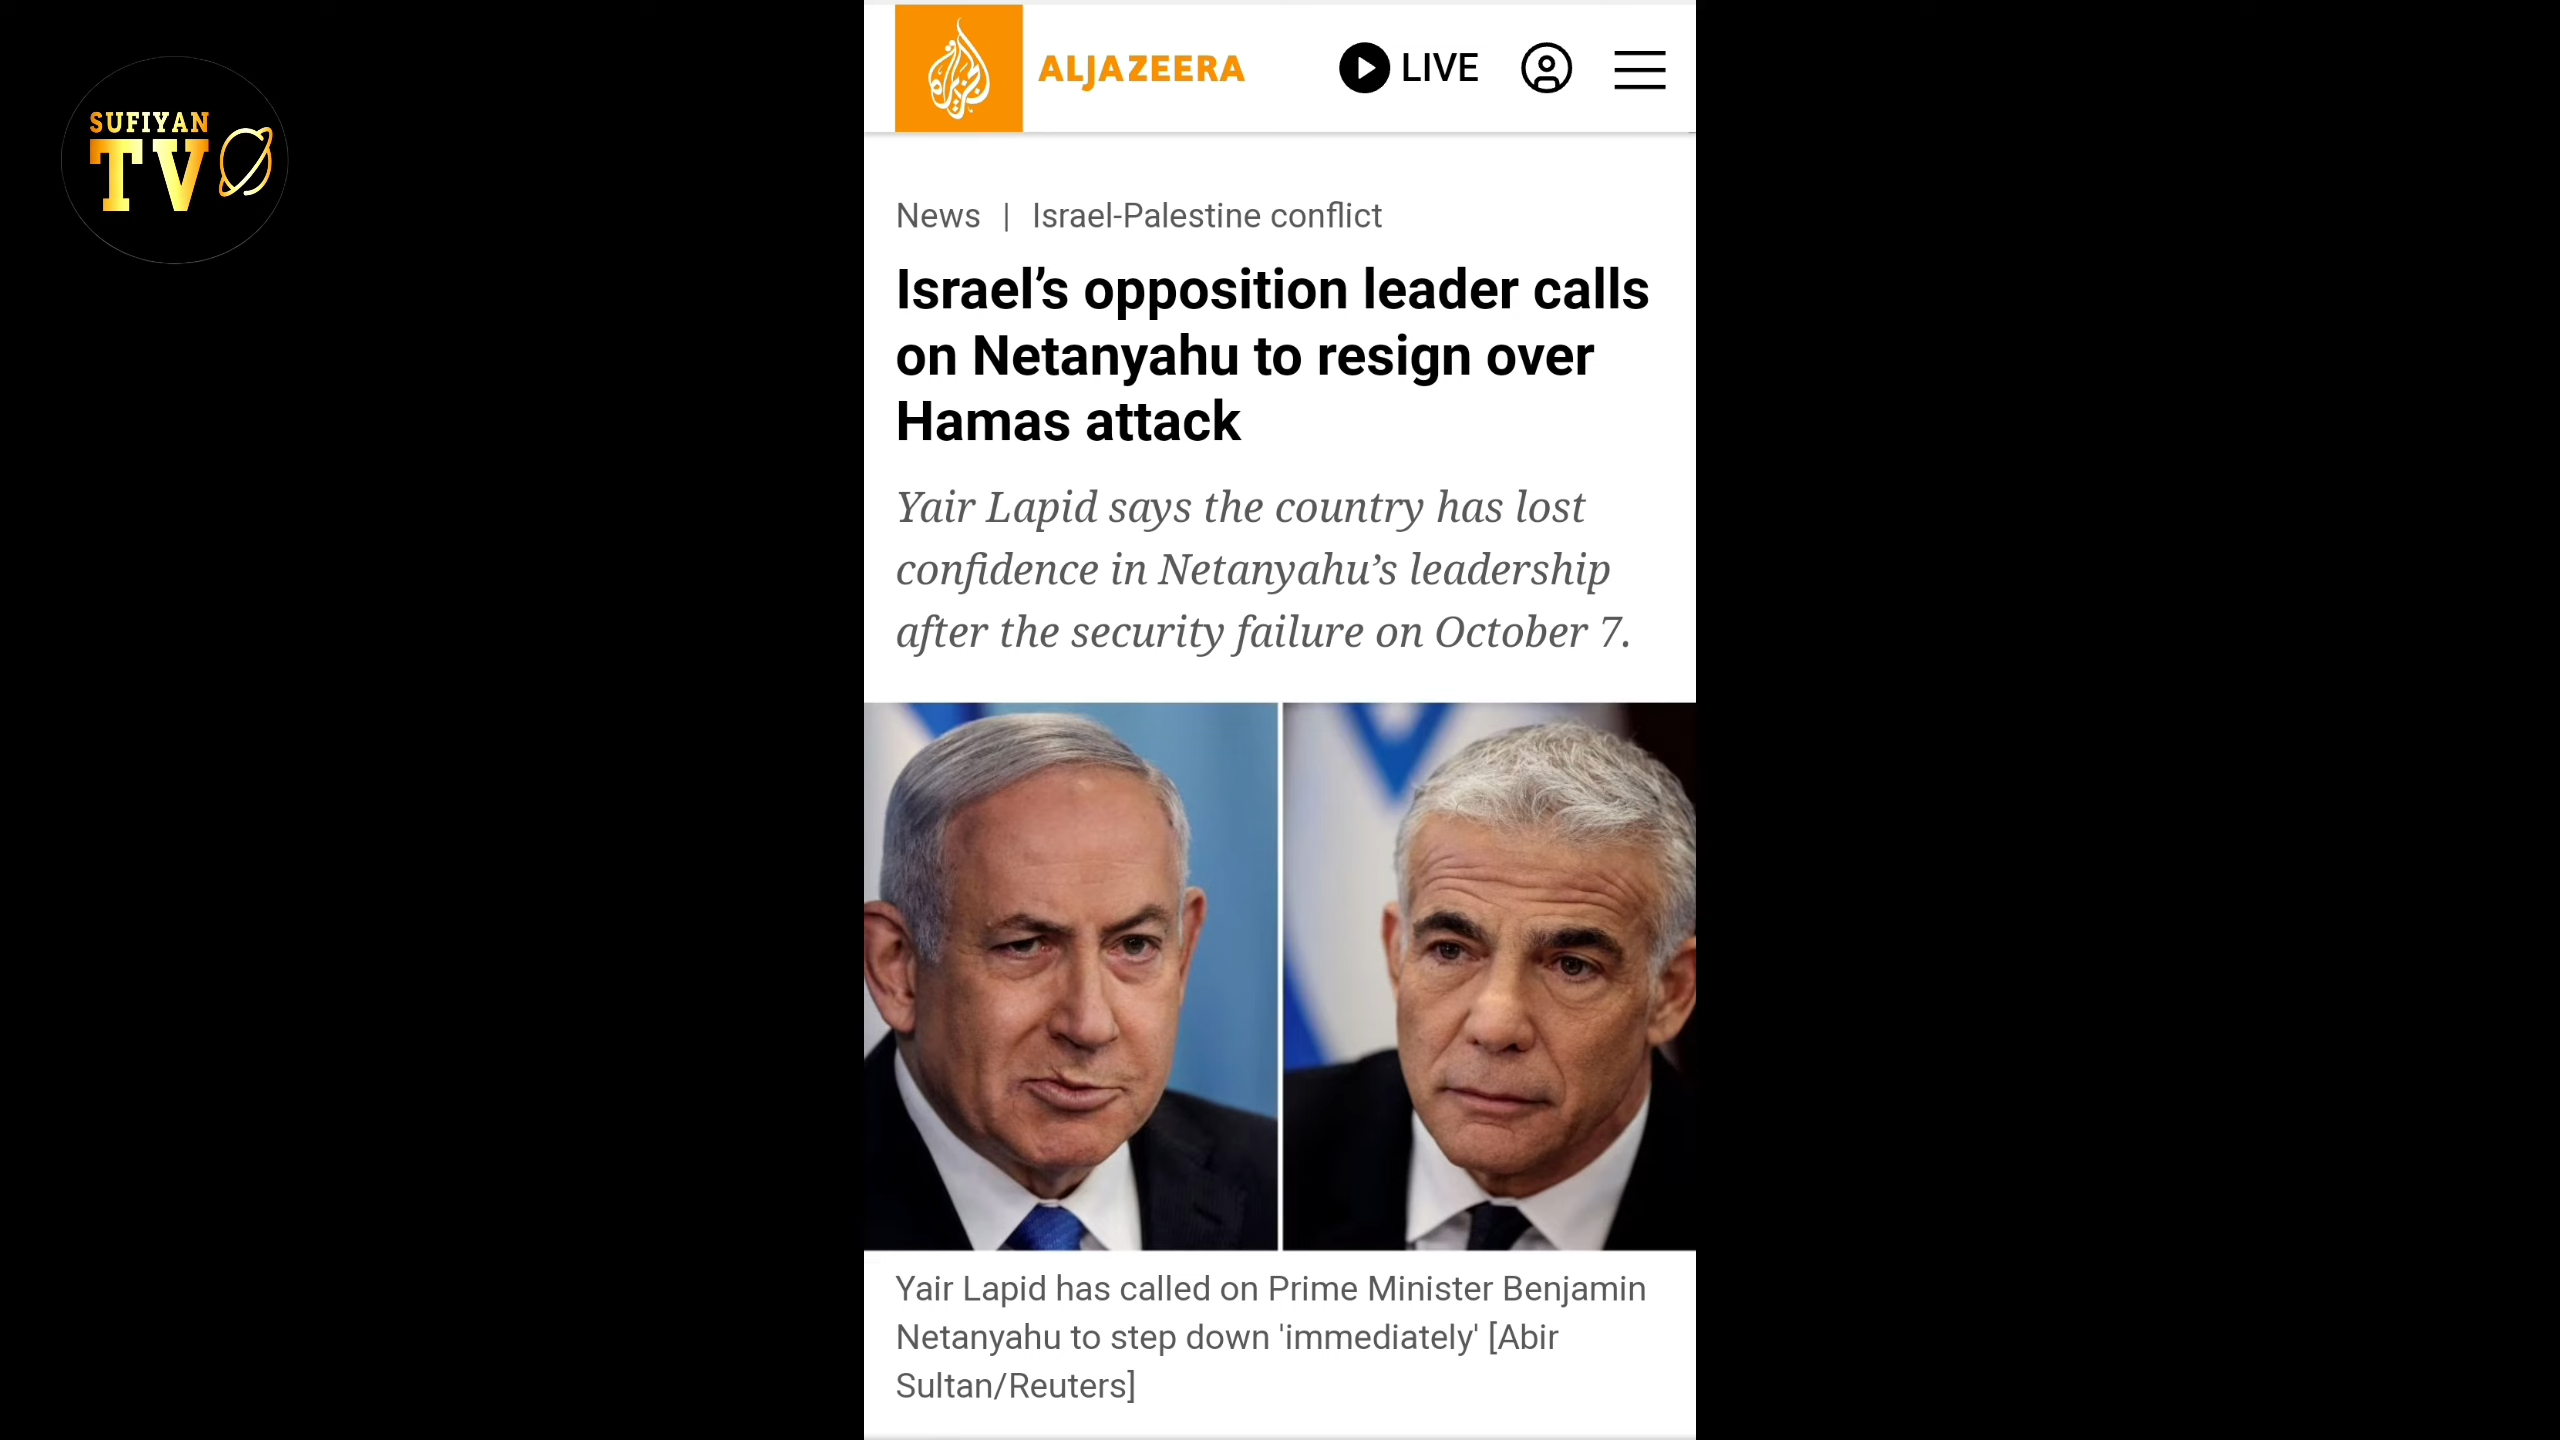 SUFIYAN
TV
الجزيرة
ALJAZEERA
LIVE
News | Israel-Palestine conflict
Israel’s opposition leader calls
on Netanyahu to resign over
Hamas attack
Yair Lapid says the country has lost
confidence in Netanyahu’s leadership
after the security failure on October 7.
Yair Lapid has called on Prime Minister Benjamin
Netanyahu to step down 'immediately' [Abir
Sultan/Reuters]